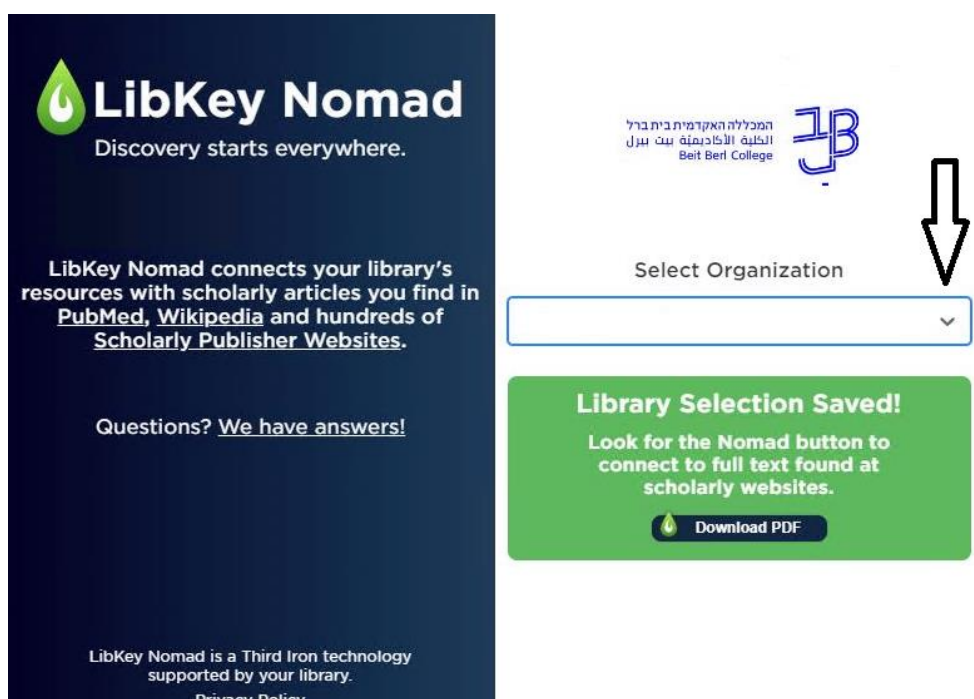 LibKey Nomad
Discovery starts everywhere.
LibKey Nomad connects your library's
resources with scholarly articles you find in
PubMed, Wikipedia and hundreds of
Scholarly Publisher Websites.
Questions? We have answers!
LibKey Nomad is a Third Iron technology
supported by your library.
Privacy Policy
המכללה האקדמית בית ברל
الكلية الأكاديميّة بيت بيرل
Beit Berl College
Select Organization
Library Selection Saved!
Look for the Nomad button to
connect to full text found at
scholarly websites.
Download PDF